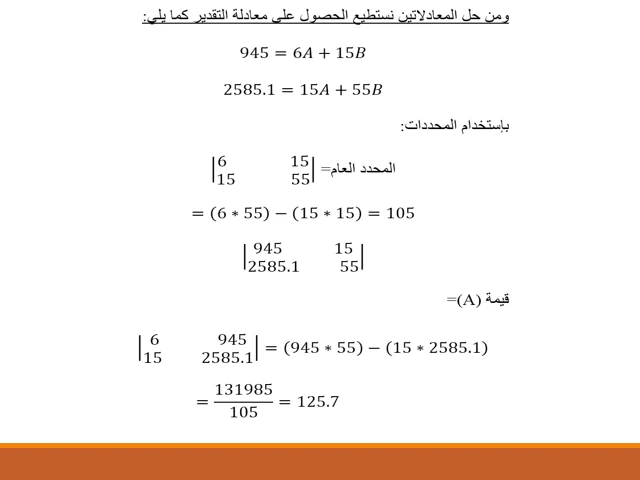 ومن حل المعادلاتين نستطيع الحصول على معادلة التقدير كما يلي:
945 = 6A + 15B
2585.1 = 15A + 55B
بإستخدام المحددات:
المحدد العام= |6 15|
|15 55|
= (6 ∗ 55) − (15 ∗ 15) = 105
|945 15|
|2585.1 55|
قيمة (A)=
|6 945|
|15 2585.1| = (945 ∗ 55) − (15 ∗ 2585.1)
= 131985/105 = 125.7